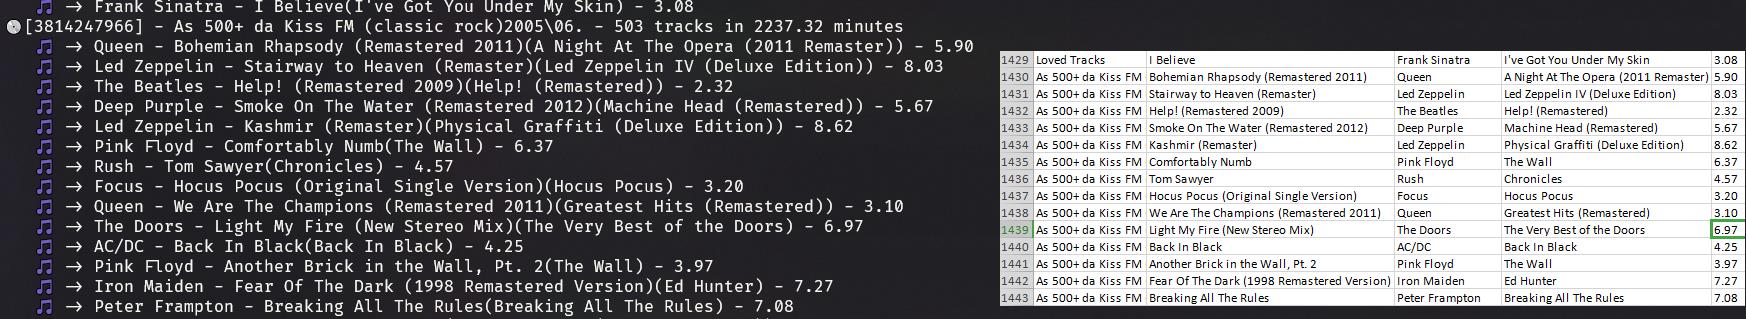 → Frank Sinatra - I Believe(I've Got You Under My Skin) - 3.08
[3814247966] - As 500+ da Kiss FM (classic rock)2005\06. - 503 tracks in 2237.32 minutes
→ Queen - Bohemian Rhapsody (Remastered 2011)(A Night At The Opera (2011 Remaster)) - 5.90
→ Led Zeppelin - Stairway to Heaven (Remaster)(Led Zeppelin IV (Deluxe Edition)) - 8.03
→ The Beatles - Help! (Remastered 2009)(Help! (Remastered)) - 2.32
→ Deep Purple - Smoke On The Water (Remastered 2012)(Machine Head (Remastered)) - 5.67
→ Led Zeppelin - Kashmir (Remaster)(Physical Graffiti (Deluxe Edition)) - 8.62
→ Pink Floyd - Comfortably Numb(The Wall) - 6.37
→ Rush - Tom Sawyer(Chronicles) - 4.57
→ Focus - Hocus Pocus (Original Single Version)(Hocus Pocus) - 3.20
→ Queen - We Are The Champions (Remastered 2011)(Greatest Hits (Remastered)) - 3.10
→ The Doors - Light My Fire (New Stereo Mix)(The Very Best of the Doors) - 6.97
→ AC/DC - Back In Black(Back In Black) - 4.25
→ Pink Floyd - Another Brick in the Wall, Pt. 2(The Wall) - 3.97
→ Iron Maiden - Fear Of The Dark (1998 Remastered Version)(Ed Hunter) - 7.27
→ Peter Frampton - Breaking All The Rules(Breaking All The Rules) - 7.08
1429 Loved Tracks I Believe Frank Sinatra I've Got You Under My Skin 3.08
1430 As 500+ da Kiss FM Bohemian Rhapsody (Remastered 2011) Queen A Night At The Opera (2011 Remaster) 5.90
1431 As 500+ da Kiss FM Stairway to Heaven (Remaster) Led Zeppelin Led Zeppelin IV (Deluxe Edition) 8.03
1432 As 500+ da Kiss FM Help! (Remastered 2009) The Beatles Help! (Remastered) 2.32
1433 As 500+ da Kiss FM Smoke On The Water (Remastered 2012) Deep Purple Machine Head (Remastered) 5.67
1434 As 500+ da Kiss FM Kashmir (Remaster) Led Zeppelin Physical Graffiti (Deluxe Edition) 8.62
1435 As 500+ da Kiss FM Comfortably Numb Pink Floyd The Wall 6.37
1436 As 500+ da Kiss FM Tom Sawyer Rush Chronicles 4.57
1437 As 500+ da Kiss FM Hocus Pocus (Original Single Version) Focus Hocus Pocus 3.20
1438 As 500+ da Kiss FM We Are The Champions (Remastered 2011) Queen Greatest Hits (Remastered) 3.10
1439 As 500+ da Kiss FM Light My Fire (New Stereo Mix) The Doors The Very Best of the Doors 6.97
1440 As 500+ da Kiss FM Back In Black AC/DC Back In Black 4.25
1441 As 500+ da Kiss FM Another Brick in the Wall, Pt. 2 Pink Floyd The Wall 3.97
1442 As 500+ da Kiss FM Fear Of The Dark (1998 Remastered Version) Iron Maiden Ed Hunter 7.27
1443 As 500+ da Kiss FM Breaking All The Rules Peter Frampton Breaking All The Rules 7.08